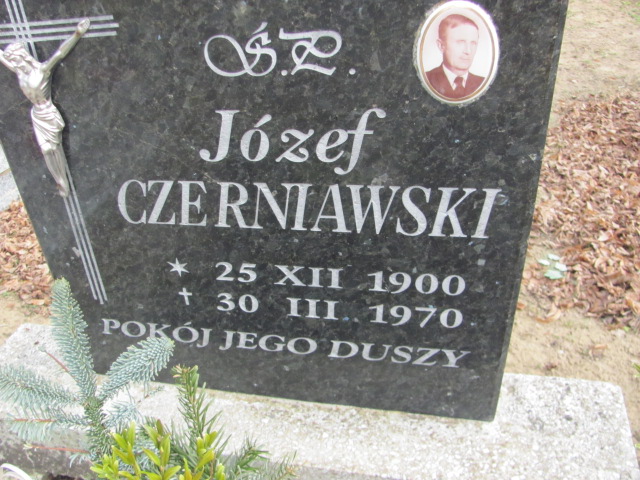 Ś.P.
Józef
CZERNIAWSKI
* 25 XII 1900
† 30 III 1970
POKÓJ JEGO DUSZY